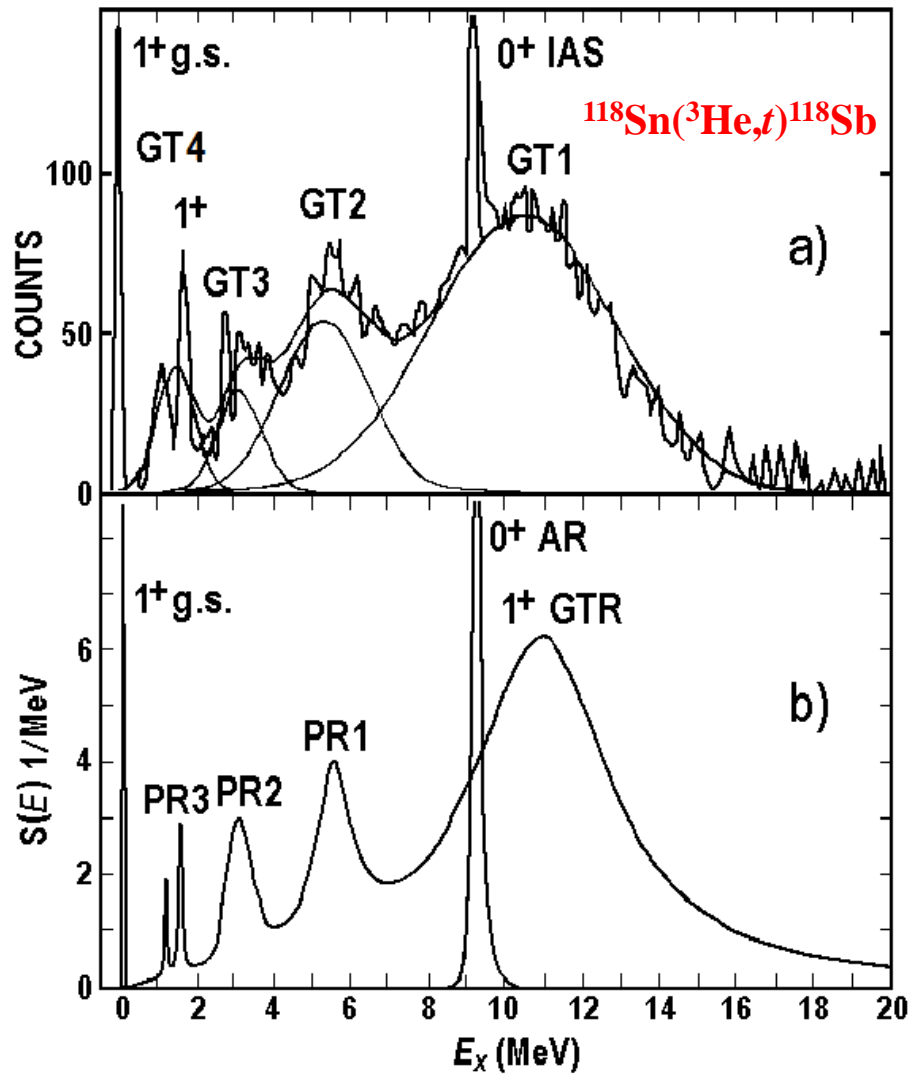 1⁺ g.s.
0⁺ IAS
¹¹⁸Sn(³He,t)¹¹⁸Sb
GT4
GT1
100
1⁺
GT2
a)
GT3
COUNTS
50
0
0⁺ AR
1⁺ g.s.
1⁺ GTR
6
b)
S(E) 1/MeV
PR1
4
PR3
PR2
2
0
0 2 4 6 8 10 12 14 16 18 20
Eₓ (MeV)